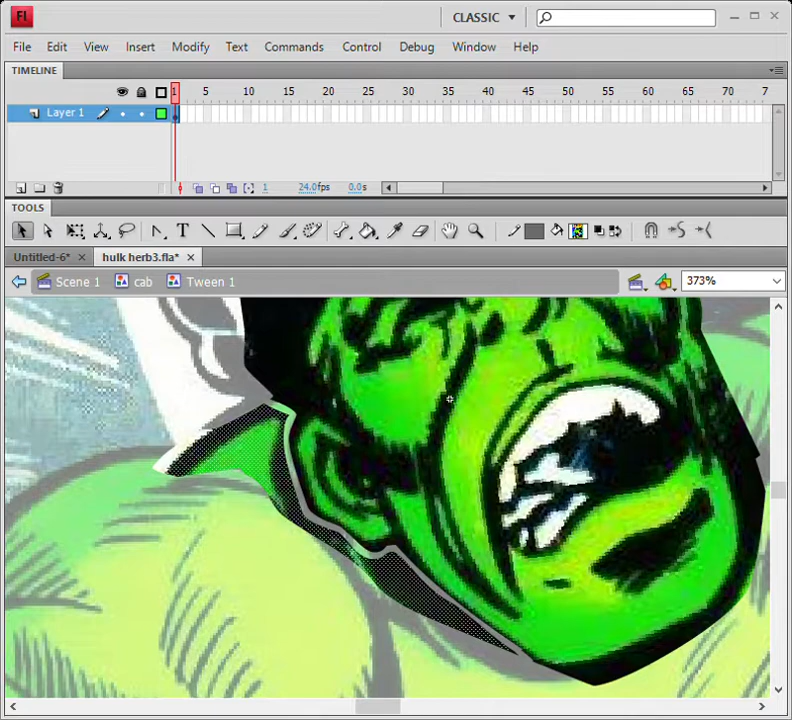 Fl CLASSIC
File Edit View Insert Modify Text Commands Control Debug Window Help
TIMELINE
1 5 10 15 20 25 30 35 40 45 50 55 60 65 70 7
Layer 1
1 24.0fps 0.0s
TOOLS
Untitled-6* hulk herb3.fla*
Scene 1 cab Tween 1 373%